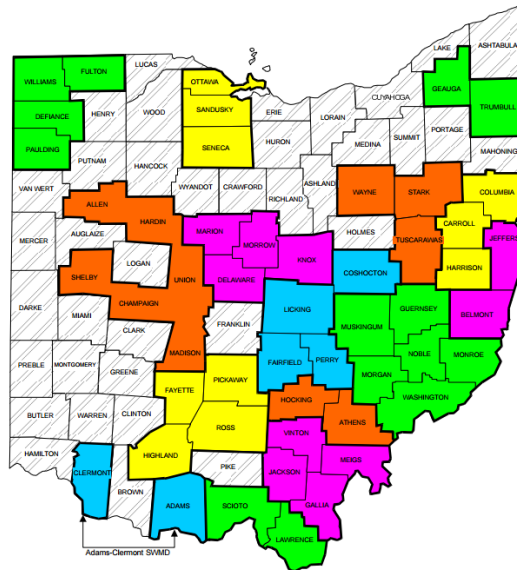 LAKE
ASHTABULA
LUCAS
FULTON
WILLIAMS
OTTAWA
GEAUGA
CUYAHOGA
TRUMBULL
SANDUSKY
ERIE
LORAIN
WOOD
HENRY
DEFIANCE
PORTAGE
SUMMIT
MEDINA
HURON
SENECA
PAULDING
MAHONING
PUTNAM
HANCOCK
ASHLAND
VAN WERT
WYANDOT
CRAWFORD
RICHLAND
WAYNE
STARK
COLUMBIA
ALLEN
HARDIN
CARROLL
MARION
MORROW
HOLMES
TUSCARAWAS
JEFFER
AUGLAIZE
MERCER
LOGAN
KNOX
UNION
HARRISON
COSHOCTON
SHELBY
DELAWARE
CHAMPAIGN
LICKING
BELMONT
GUERNSEY
DARKE
MIAMI
FRANKLIN
MUSKINGUM
CLARK
MADISON
FAIRFIELD
PERRY
NOBLE
MONROE
PREBLE
MONTGOMERY
GREENE
MORGAN
PICKAWAY
FAYETTE
WASHINGTON
HOCKING
BUTLER
WARREN
CLINTON
ROSS
ATHENS
VINTON
HAMILTON
HIGHLAND
MEIGS
CLERMONT
PIKE
JACKSON
BROWN
ADAMS
SCIOTO
GALLIA
LAWRENCE
Adams-Clermont SWMD